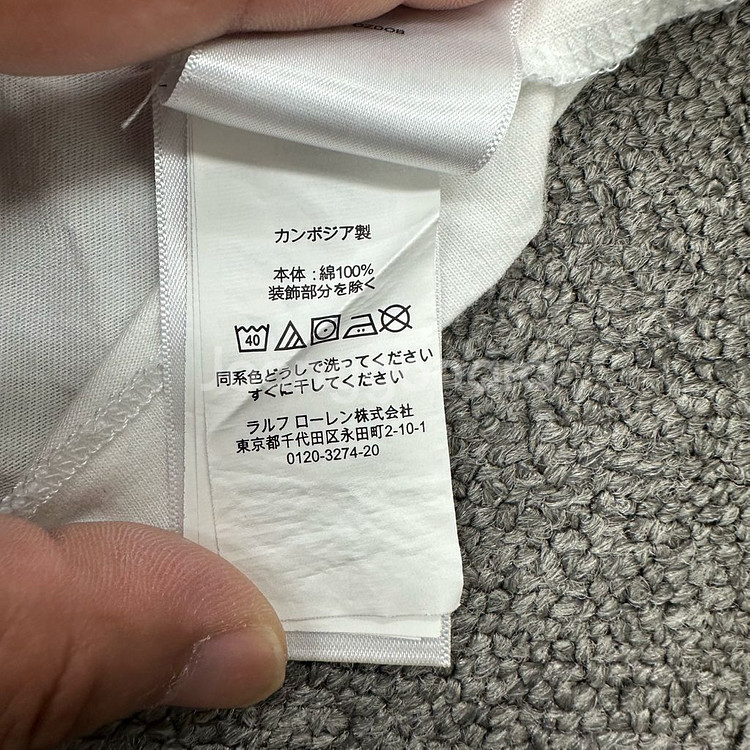 カンボジア製
本体:綿100%
装飾部分を除く
40
同系色どうしで洗ってください
すぐに干してください
ラルフ ローレン株式会社
東京都千代田区永田町2-10-1
0120-3274-20